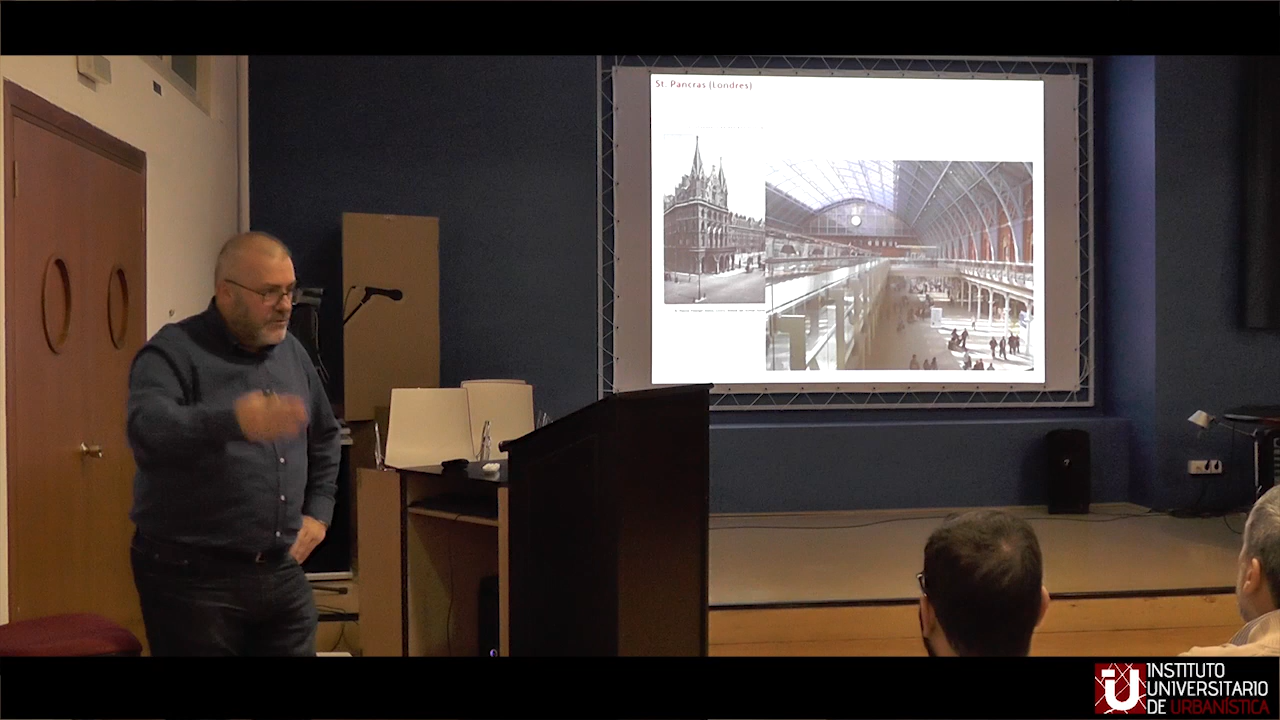 St. Pancras (Londres)
INSTITUTO
UNIVERSITARIO
DE URBANÍSTICA